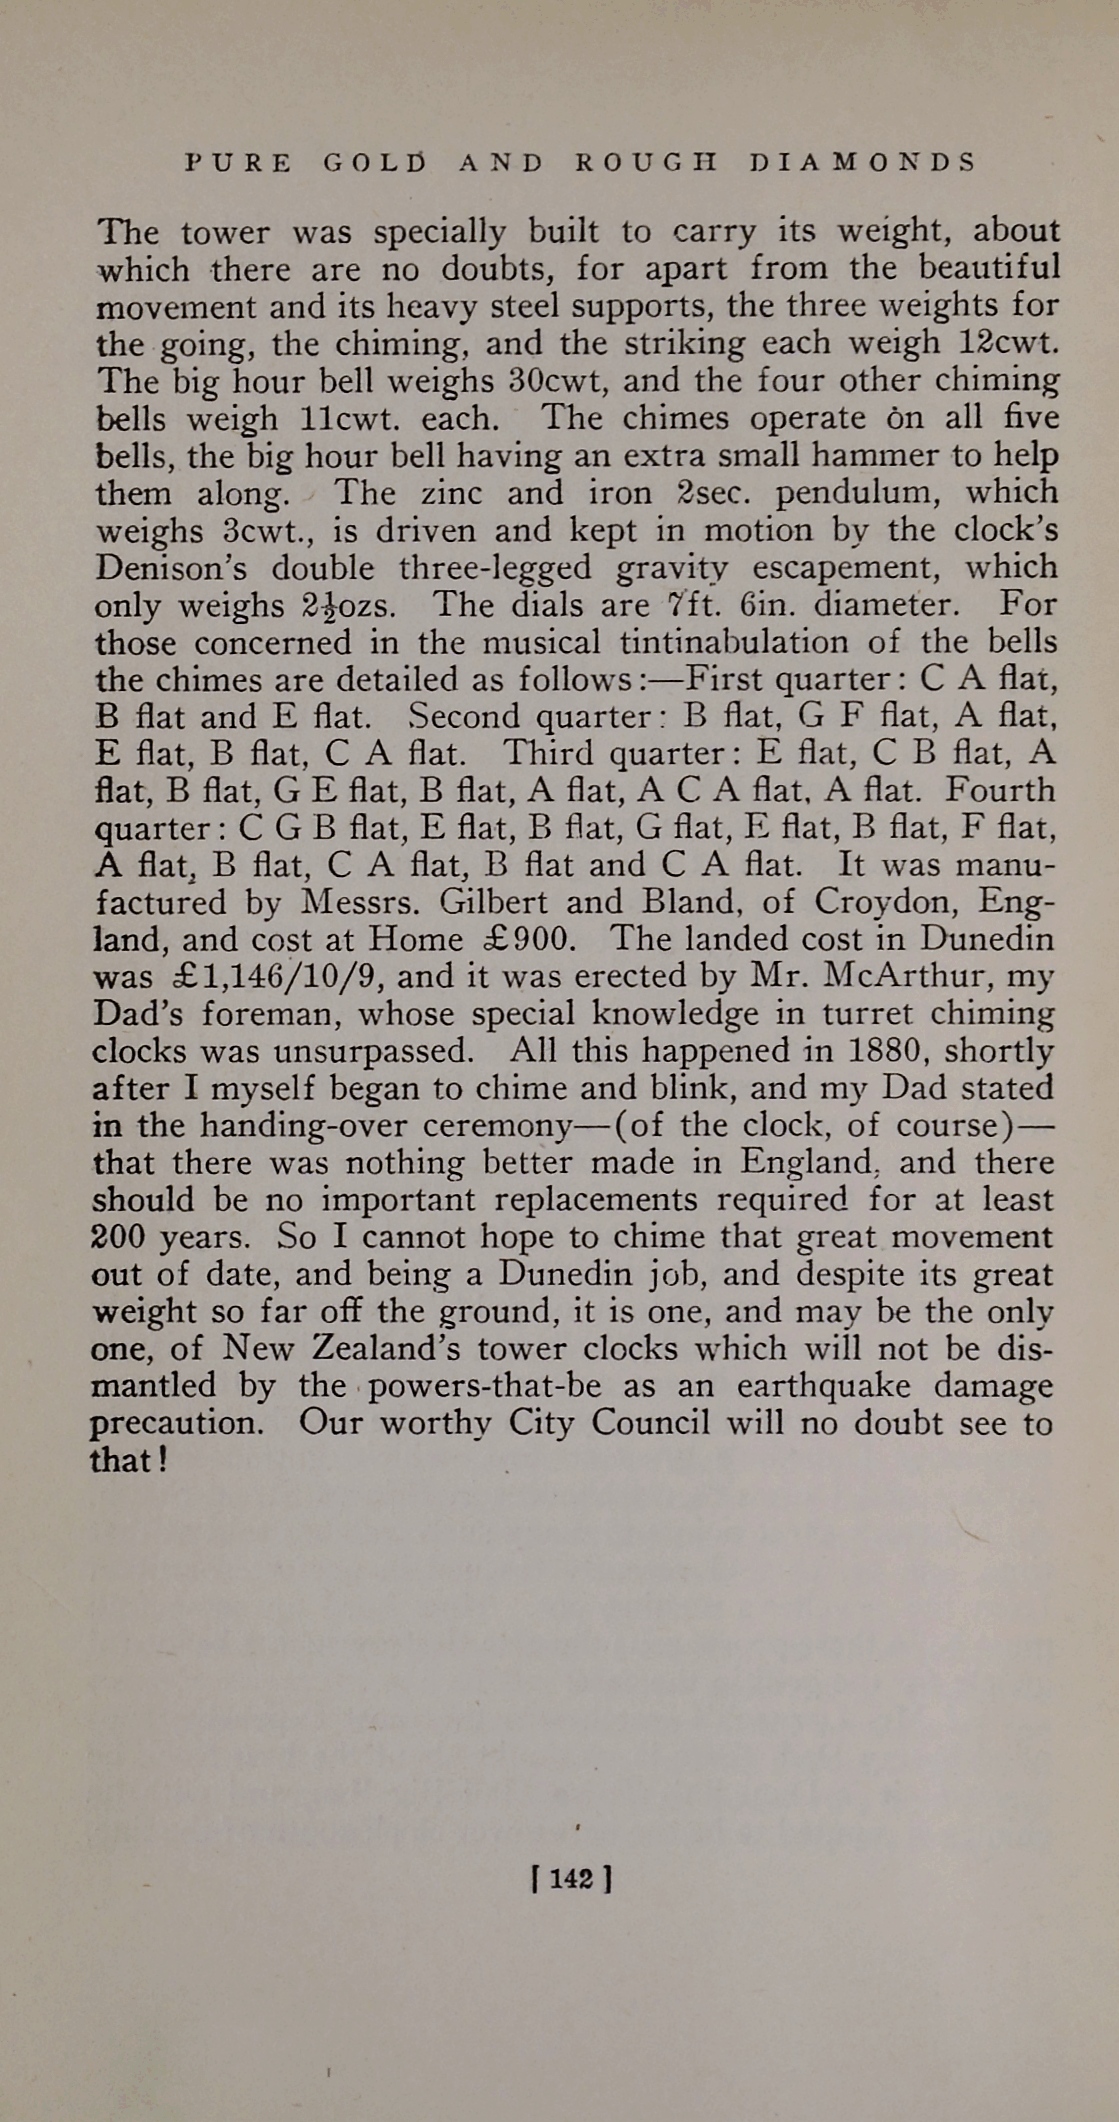 PURE GOLD AND ROUGH DIAMONDS
The tower was specially built to carry its weight, about
which there are no doubts, for apart from the beautiful
movement and its heavy steel supports, the three weights for
the going, the chiming, and the striking each weigh 12cwt.
The big hour bell weighs 30cwt, and the four other chiming
bells weigh 11cwt. each. The chimes operate on all five
bells, the big hour bell having an extra small hammer to help
them along. The zinc and iron 2sec. pendulum, which
weighs 3cwt., is driven and kept in motion by the clock's
Denison's double three-legged gravity escapement, which
only weighs 2½ozs. The dials are 7ft. 6in. diameter. For
those concerned in the musical tintinabulation of the bells
the chimes are detailed as follows:—First quarter: C A flat,
B flat and E flat. Second quarter: B flat, G F flat, A flat,
E flat, B flat, C A flat. Third quarter: E flat, C B flat, A
flat, B flat, G E flat, B flat, A flat, A C A flat, A flat. Fourth
quarter: C G B flat, E flat, B flat, G flat, E flat, B flat, F flat,
A flat, B flat, C A flat, B flat and C A flat. It was manu-
factured by Messrs. Gilbert and Bland, of Croydon, Eng-
land, and cost at Home £900. The landed cost in Dunedin
was £1,146/10/9, and it was erected by Mr. McArthur, my
Dad's foreman, whose special knowledge in turret chiming
clocks was unsurpassed. All this happened in 1880, shortly
after I myself began to chime and blink, and my Dad stated
in the handing-over ceremony—(of the clock, of course)—
that there was nothing better made in England, and there
should be no important replacements required for at least
200 years. So I cannot hope to chime that great movement
out of date, and being a Dunedin job, and despite its great
weight so far off the ground, it is one, and may be the only
one, of New Zealand's tower clocks which will not be dis-
mantled by the powers-that-be as an earthquake damage
precaution. Our worthy City Council will no doubt see to
that!
[ 142 ]